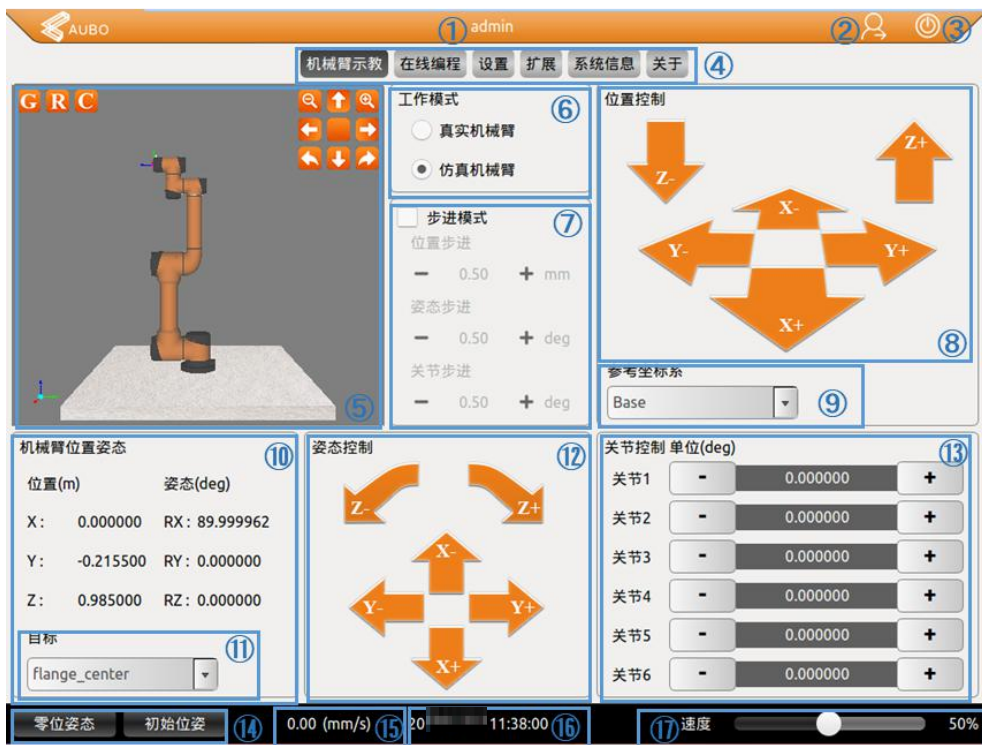 AUBO ① admin ② ③
机械臂示教 在线编程 设置 扩展 系统信息 关于 ④
G R C
⑤
工作模式 ⑥
真实机械臂
仿真机械臂
步进模式 ⑦
位置步进
− 0.50 + mm
姿态步进
− 0.50 + deg
关节步进
− 0.50 + deg
位置控制
Z- Z+
X-
Y- Y+
X+
⑧
参考坐标系
Base ⑨
机械臂位置姿态 ⑩
位置(m) 姿态(deg)
X: 0.000000 RX: 89.999962
Y: -0.215500 RY: 0.000000
Z: 0.985000 RZ: 0.000000
目标 ⑪
flange_center
姿态控制 ⑫
Z- Z+
X-
Y- Y+
X+
关节控制 单位(deg) ⑬
关节1 - 0.000000 +
关节2 - 0.000000 +
关节3 - 0.000000 +
关节4 - 0.000000 +
关节5 - 0.000000 +
关节6 - 0.000000 +
零位姿态 初始位姿 ⑭ 0.00 (mm/s) ⑮ 20 11:38:00 ⑯ ⑰ 速度 50%